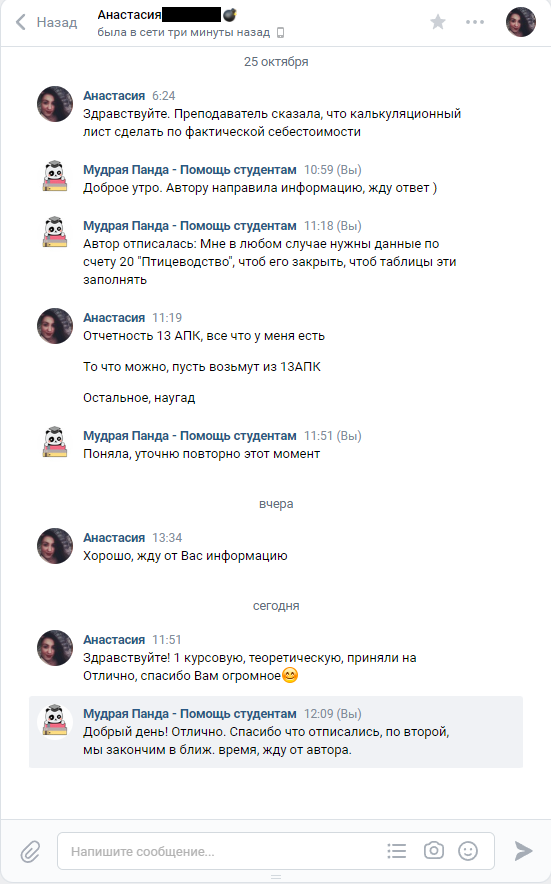 Назад
Анастасия
была в сети три минуты назад
25 октября
Анастасия 6:24
Здравствуйте. Преподаватель сказала, что калькуляционный
лист сделать по фактической себестоимости
Мудрая Панда - Помощь студентам 10:59 (Вы)
Доброе утро. Автору направила информацию, жду ответ )
Мудрая Панда - Помощь студентам 11:18 (Вы)
Автор отписалась: Мне в любом случае нужны данные по
счету 20 "Птицеводство", чтоб его закрыть, чтоб таблицы эти
заполнять
Анастасия 11:19
Отчетность 13 АПК, все что у меня есть
То что можно, пусть возьмут из 13АПК
Остальное, наугад
Мудрая Панда - Помощь студентам 11:51 (Вы)
Поняла, уточню повторно этот момент
вчера
Анастасия 13:34
Хорошо, жду от Вас информацию
сегодня
Анастасия 11:51
Здравствуйте! 1 курсовую, теоретическую, приняли на
Отлично, спасибо Вам огромное😊
Мудрая Панда - Помощь студентам 12:09 (Вы)
Добрый день! Отлично. Спасибо что отписались, по второй,
мы закончим в ближ. время, жду от автора.
Напишите сообщение...